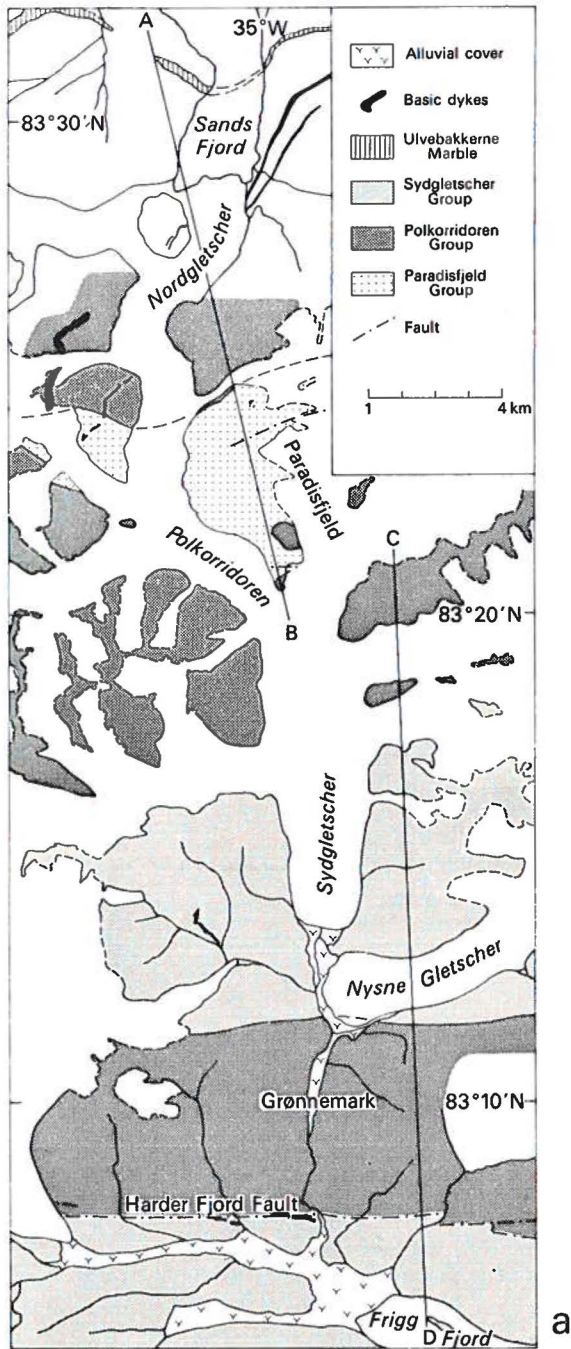 A
35°W
83°30′N
Sands
Fjord
Nordgletscher
Alluvial cover
Basic dykes
Ulvebakkerne
Marble
Sydgletscher
Group
Polkorridoren
Group
Paradisfjeld
Group
Fault
1
4 km
Paradisfjeld
Polkorridoren
B
C
83°20′N
Sydgletscher
Nysne Gletscher
Grønnemark
83°10′N
Harder Fjord Fault
Frigg
D Fjord
a